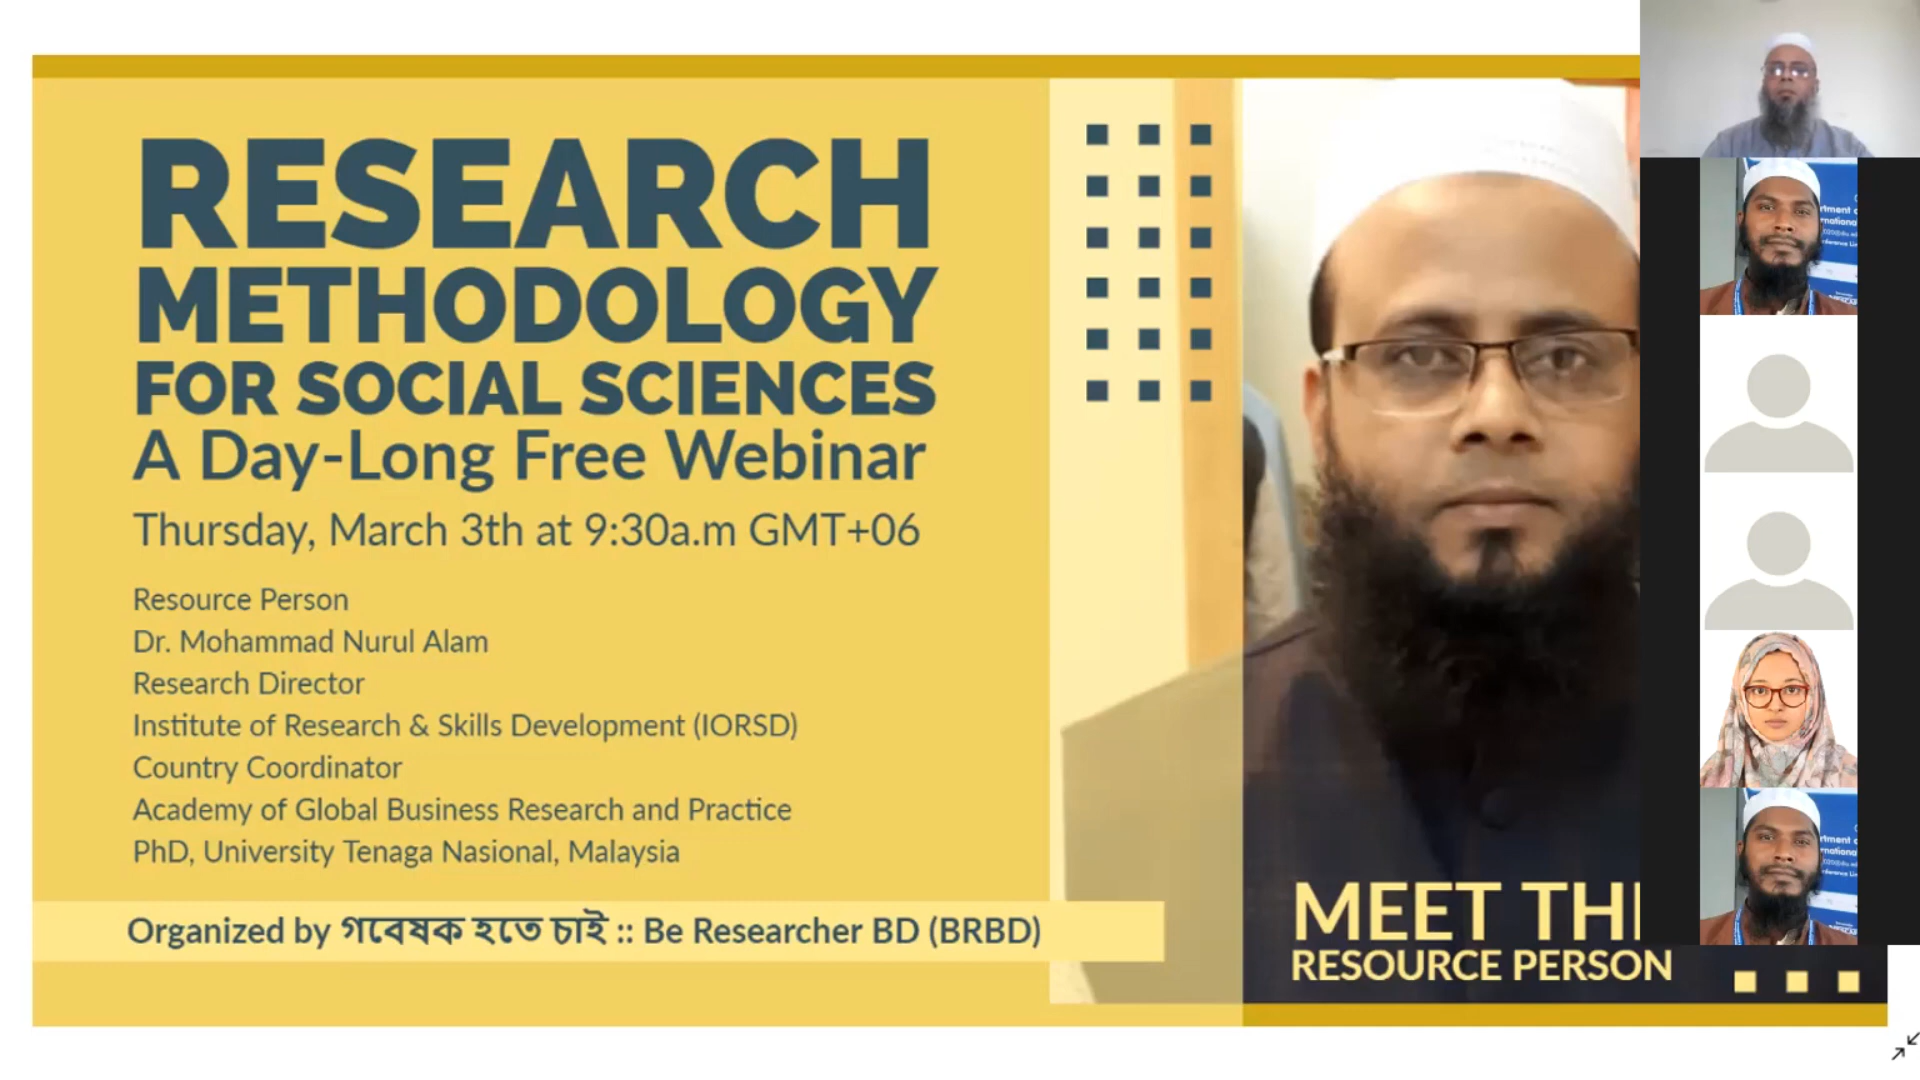 RESEARCH
METHODOLOGY
FOR SOCIAL SCIENCES
A Day-Long Free Webinar
Thursday, March 3th at 9:30a.m GMT+06
Resource Person
Dr. Mohammad Nurul Alam
Research Director
Institute of Research & Skills Development (IORSD)
Country Coordinator
Academy of Global Business Research and Practice
PhD, University Tenaga Nasional, Malaysia
Organized by গবেষক হতে চাই :: Be Researcher BD (BRBD)
MEET TH
RESOURCE PERSON